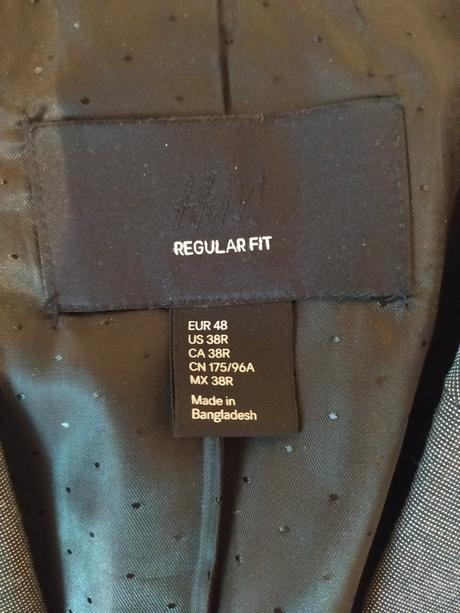 H&M
REGULAR FIT
EUR 48
US 38R
CA 38R
CN 175/96A
MX 38R
Made in
Bangladesh